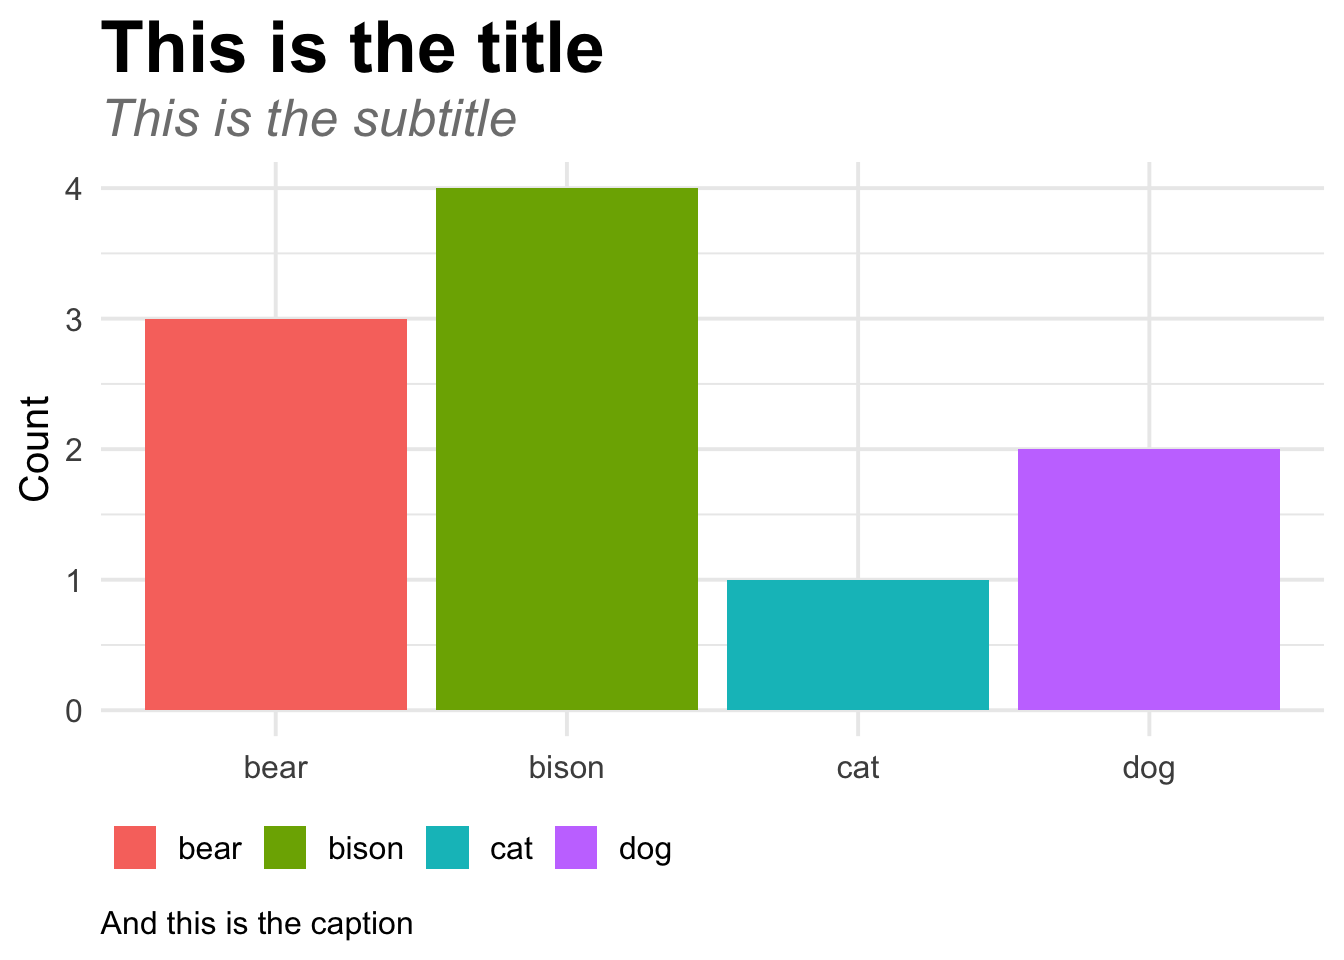 This is the title
This is the subtitle
4
3
2
1
0
Count
bear bison cat dog
bear bison cat dog
And this is the caption